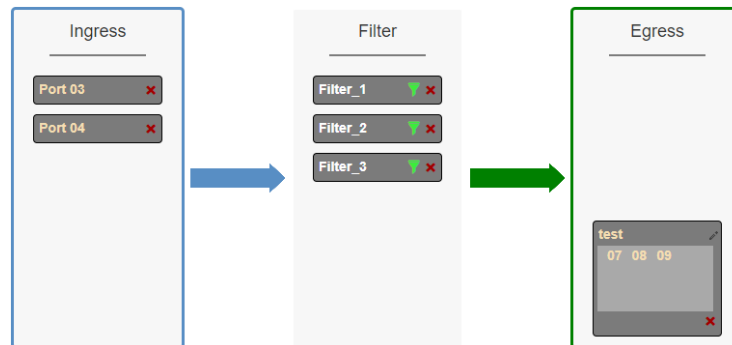 Ingress
Filter
Egress
Port 03
Filter_1
Port 04
Filter_2
Filter_3
test
07 08 09